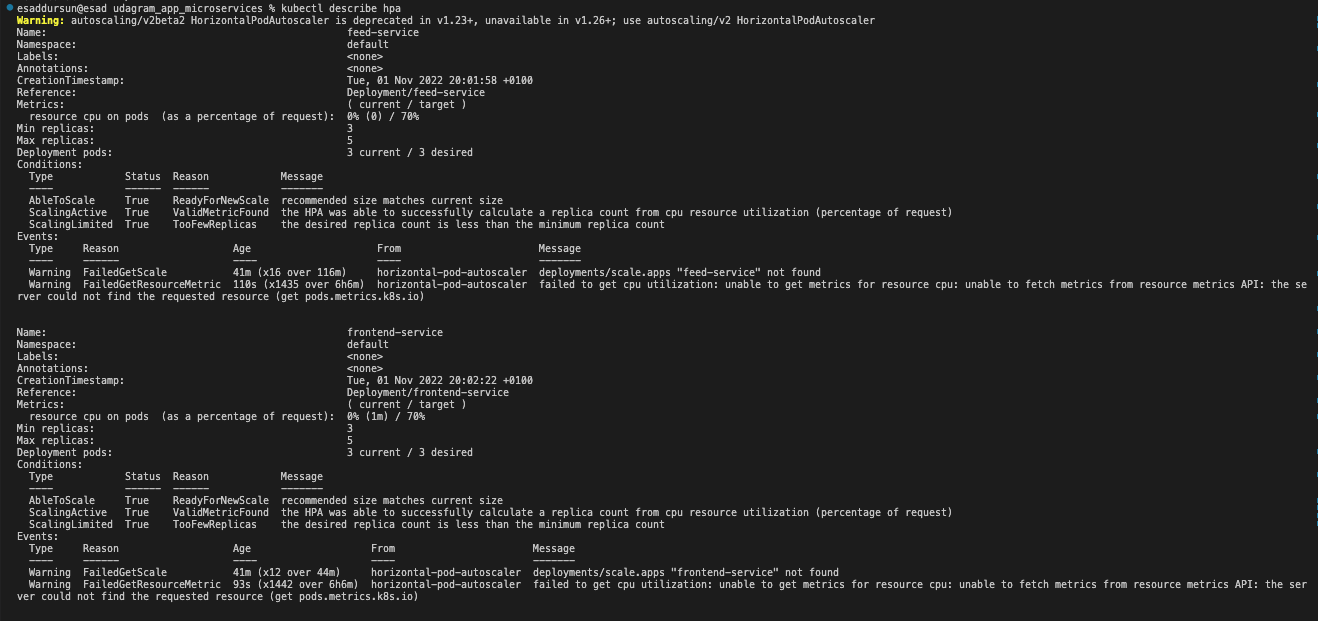 esaddursun@esad udagram_app_microservices % kubectl describe hpa
Warning: autoscaling/v2beta2 HorizontalPodAutoscaler is deprecated in v1.23+, unavailable in v1.26+; use autoscaling/v2 HorizontalPodAutoscaler
Name: feed-service
Namespace: default
Labels: <none>
Annotations: <none>
CreationTimestamp: Tue, 01 Nov 2022 20:01:58 +0100
Reference: Deployment/feed-service
Metrics: ( current / target )
resource cpu on pods (as a percentage of request): 0% (0) / 70%
Min replicas: 3
Max replicas: 5
Deployment pods: 3 current / 3 desired
Conditions:
Type Status Reason Message
---- ------ ------ -------
AbleToScale True ReadyForNewScale recommended size matches current size
ScalingActive True ValidMetricFound the HPA was able to successfully calculate a replica count from cpu resource utilization (percentage of request)
ScalingLimited True TooFewReplicas the desired replica count is less than the minimum replica count
Events:
Type Reason Age From Message
---- ------ ---- ---- -------
Warning FailedGetScale 41m (x16 over 116m) horizontal-pod-autoscaler deployments/scale.apps "feed-service" not found
Warning FailedGetResourceMetric 110s (x1435 over 6h6m) horizontal-pod-autoscaler failed to get cpu utilization: unable to get metrics for resource cpu: unable to fetch metrics from resource metrics API: the se
rver could not find the requested resource (get pods.metrics.k8s.io)
Name: frontend-service
Namespace: default
Labels: <none>
Annotations: <none>
CreationTimestamp: Tue, 01 Nov 2022 20:02:22 +0100
Reference: Deployment/frontend-service
Metrics: ( current / target )
resource cpu on pods (as a percentage of request): 0% (1m) / 70%
Min replicas: 3
Max replicas: 5
Deployment pods: 3 current / 3 desired
Conditions:
Type Status Reason Message
---- ------ ------ -------
AbleToScale True ReadyForNewScale recommended size matches current size
ScalingActive True ValidMetricFound the HPA was able to successfully calculate a replica count from cpu resource utilization (percentage of request)
ScalingLimited True TooFewReplicas the desired replica count is less than the minimum replica count
Events:
Type Reason Age From Message
---- ------ ---- ---- -------
Warning FailedGetScale 41m (x12 over 44m) horizontal-pod-autoscaler deployments/scale.apps "frontend-service" not found
Warning FailedGetResourceMetric 93s (x1442 over 6h6m) horizontal-pod-autoscaler failed to get cpu utilization: unable to get metrics for resource cpu: unable to fetch metrics from resource metrics API: the ser
ver could not find the requested resource (get pods.metrics.k8s.io)